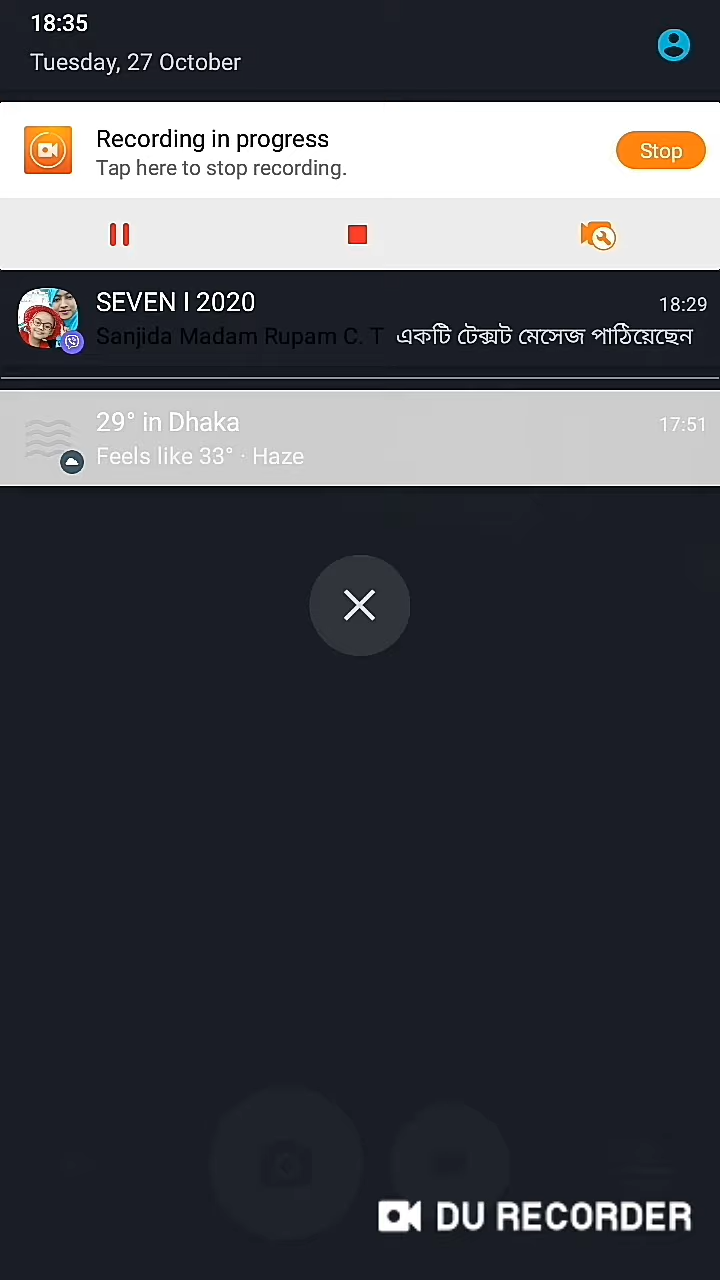 18:35
Tuesday, 27 October
Recording in progress
Tap here to stop recording.
Stop
SEVEN I 2020
18:29
Sanjida Madam Rupam C. T একটি টেক্সট মেসেজ পাঠিয়েছেন
29° in Dhaka
17:51
Feels like 33° · Haze
DU RECORDER